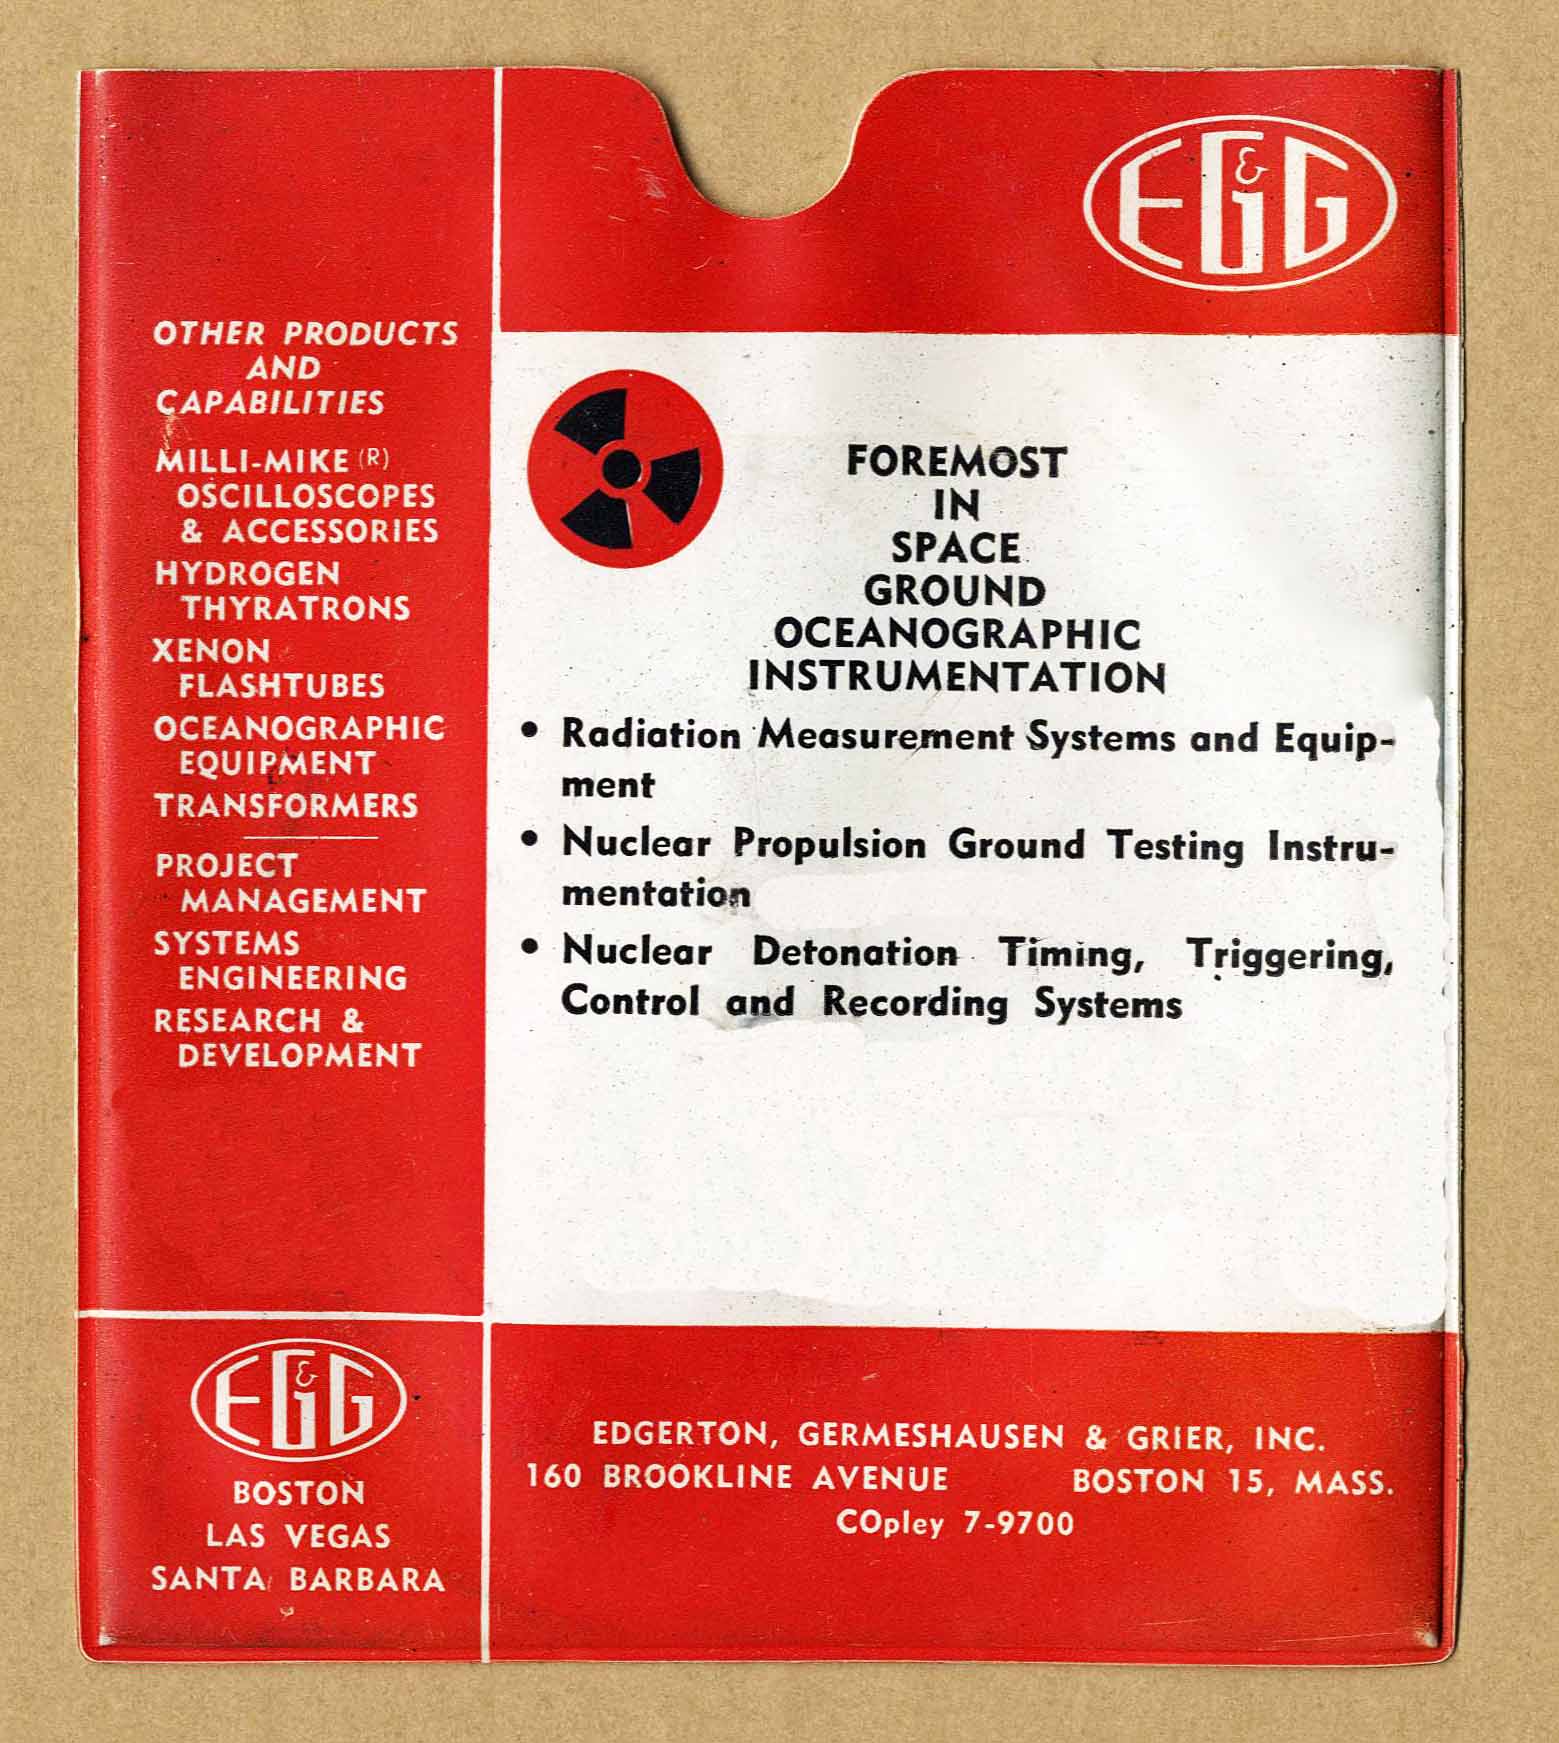 EG&G
OTHER PRODUCTS
AND
CAPABILITIES
MILLI-MIKE (R)
OSCILLOSCOPES
& ACCESSORIES
HYDROGEN
THYRATRONS
XENON
FLASHTUBES
OCEANOGRAPHIC
EQUIPMENT
TRANSFORMERS
PROJECT
MANAGEMENT
SYSTEMS
ENGINEERING
RESEARCH &
DEVELOPMENT
FOREMOST
IN
SPACE
GROUND
OCEANOGRAPHIC
INSTRUMENTATION
• Radiation Measurement Systems and Equip-
ment
• Nuclear Propulsion Ground Testing Instru-
mentation
• Nuclear Detonation Timing, Triggering,
Control and Recording Systems
EG&G
BOSTON
LAS VEGAS
SANTA BARBARA
EDGERTON, GERMESHAUSEN & GRIER, INC.
160 BROOKLINE AVENUE BOSTON 15, MASS.
COpley 7-9700